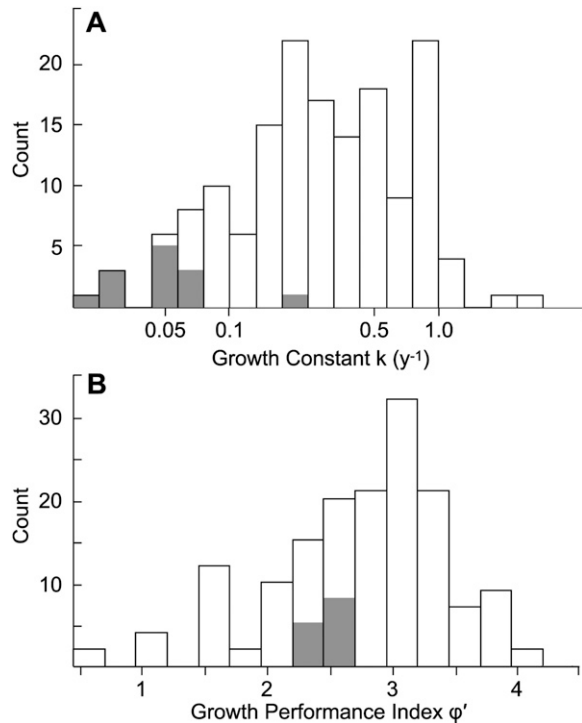 A
20
15
10
5
Count
0.05 0.1 0.5 1.0
Growth Constant k (y⁻¹)
B
30
20
10
Count
1 2 3 4
Growth Performance Index φ′